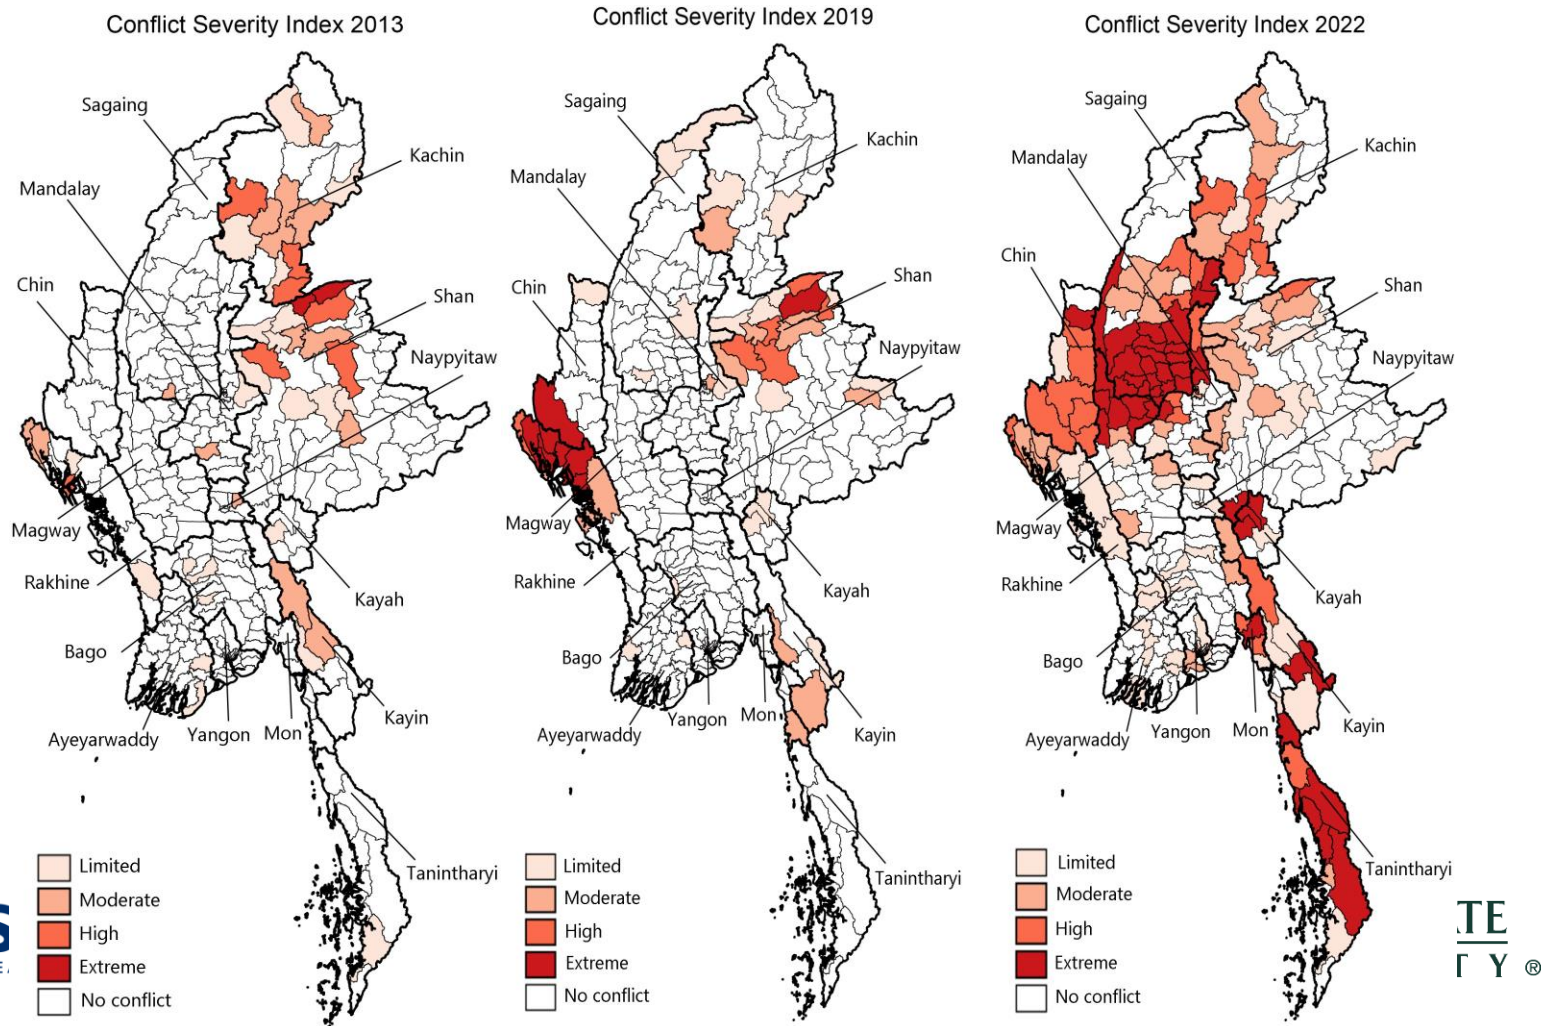 Conflict Severity Index 2013
Sagaing
Kachin
Mandalay
Chin
Shan
Naypyitaw
Magway
Rakhine
Kayah
Bago
Kayin
Ayeyarwaddy
Yangon
Mon
Tanintharyi
Limited
Moderate
High
Extreme
No conflict
Conflict Severity Index 2019
Sagaing
Kachin
Mandalay
Chin
Shan
Naypyitaw
Magway
Rakhine
Kayah
Bago
Yangon
Mon
Kayin
Ayeyarwaddy
Tanintharyi
Limited
Moderate
High
Extreme
No conflict
Conflict Severity Index 2022
Sagaing
Kachin
Mandalay
Chin
Shan
Naypyitaw
Magway
Rakhine
Kayah
Bago
Kayin
Ayeyarwaddy
Yangon
Mon
Tanintharyi
Limited
Moderate
High
Extreme
No conflict
TE
TY ®